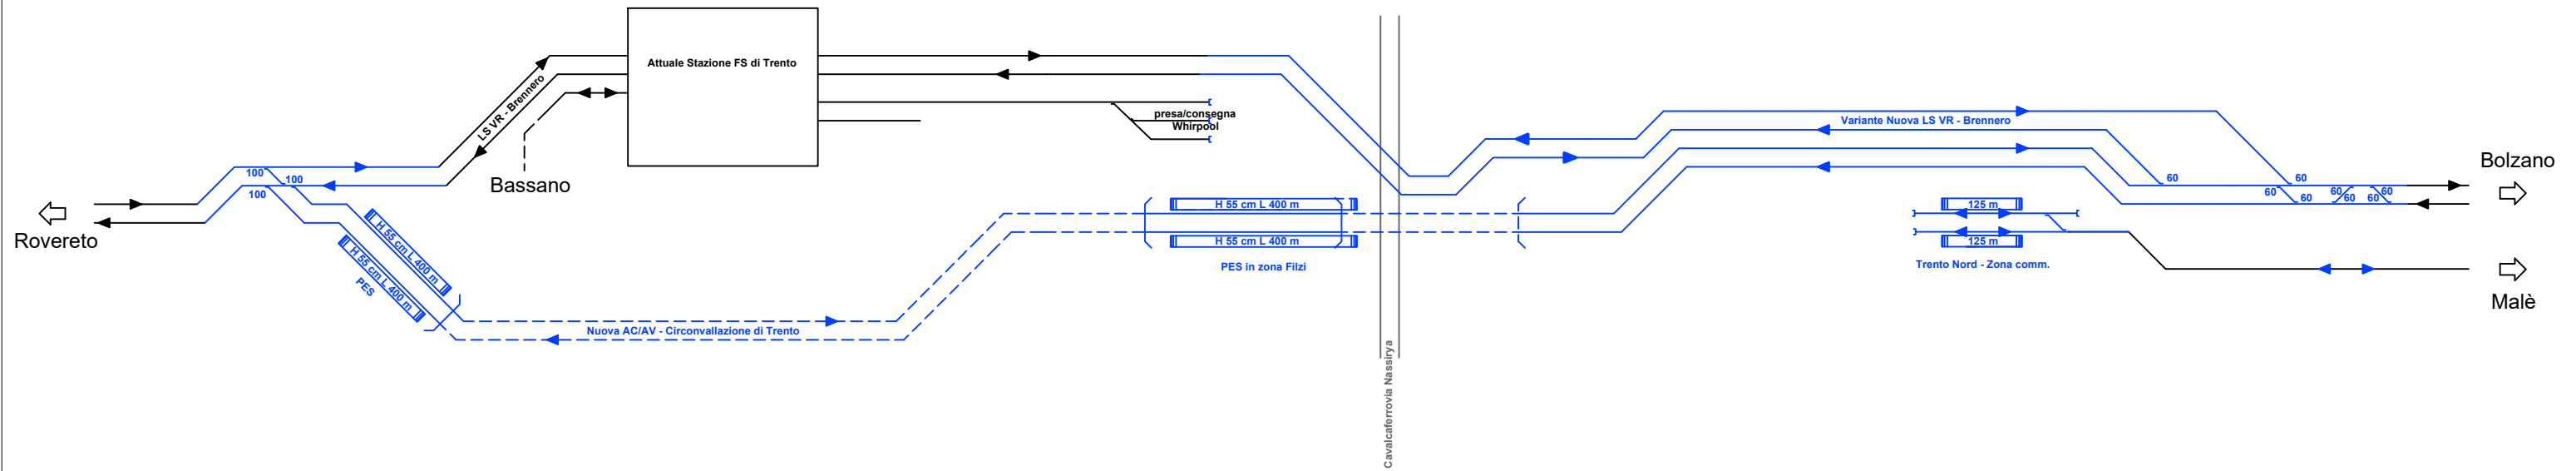 Attuale Stazione FS di Trento
LS VR - Brennero
presa/consegna
Whirpool
Variante Nuova LS VR - Brennero
Bolzano
Bassano
100
100
100
Rovereto
H 55 cm L 400 m
H 55 cm L 400 m
PES
H 55 cm L 400 m
H 55 cm L 400 m
PES in zona Filzi
60
60
60
60
60
60
60
60
125 m
125 m
Trento Nord - Zona comm.
Malè
Nuova AC/AV - Circonvallazione di Trento
Cavalcaferrovia Nassirya